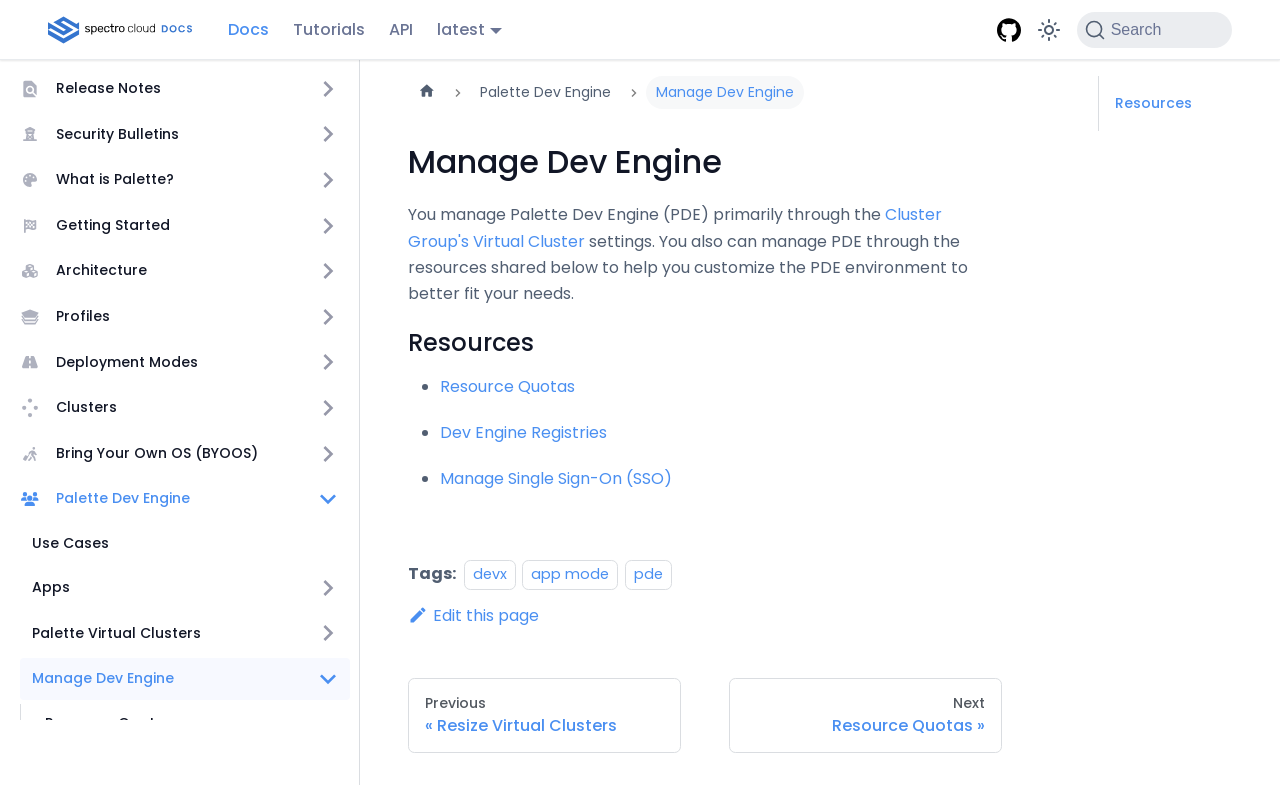 spectro cloud DOCS
Docs
Tutorials
API
latest
Search
Release Notes
Security Bulletins
What is Palette?
Getting Started
Architecture
Profiles
Deployment Modes
Clusters
Bring Your Own OS (BYOOS)
Palette Dev Engine
Use Cases
Apps
Palette Virtual Clusters
Manage Dev Engine
Palette Dev Engine
Manage Dev Engine
Manage Dev Engine
You manage Palette Dev Engine (PDE) primarily through the Cluster
Group's Virtual Cluster settings. You also can manage PDE through the
resources shared below to help you customize the PDE environment to
better fit your needs.
Resources
Resource Quotas
Dev Engine Registries
Manage Single Sign-On (SSO)
Tags: devx app mode pde
Edit this page
Previous
« Resize Virtual Clusters
Next
Resource Quotas »
Resources